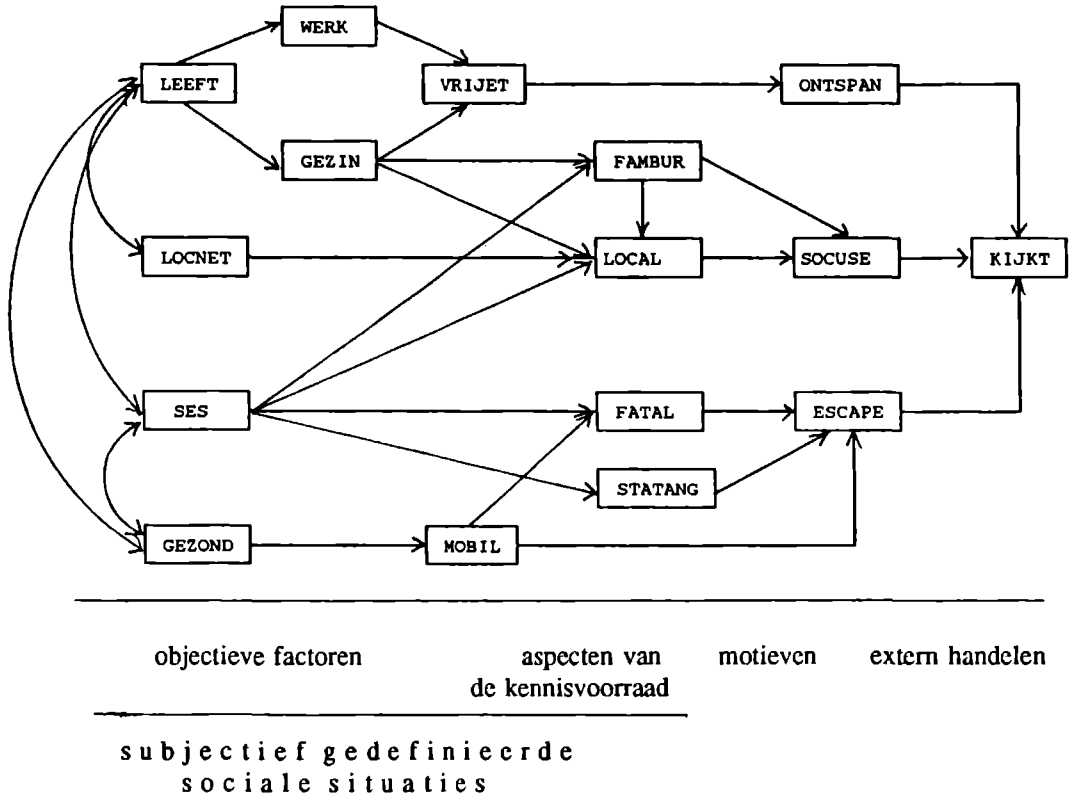 WERK
LEEFT
VRIJET
ONTSPAN
GEZIN
FAMBUR
LOCNET
LOCAL
SOCUSE
KIJKT
SES
FATAL
ESCAPE
STATANG
GEZOND
MOBIL
objectieve factoren
aspecten van
de kennisvoorraad
motieven
extern handelen
subjectief gedefinieerde
sociale situaties